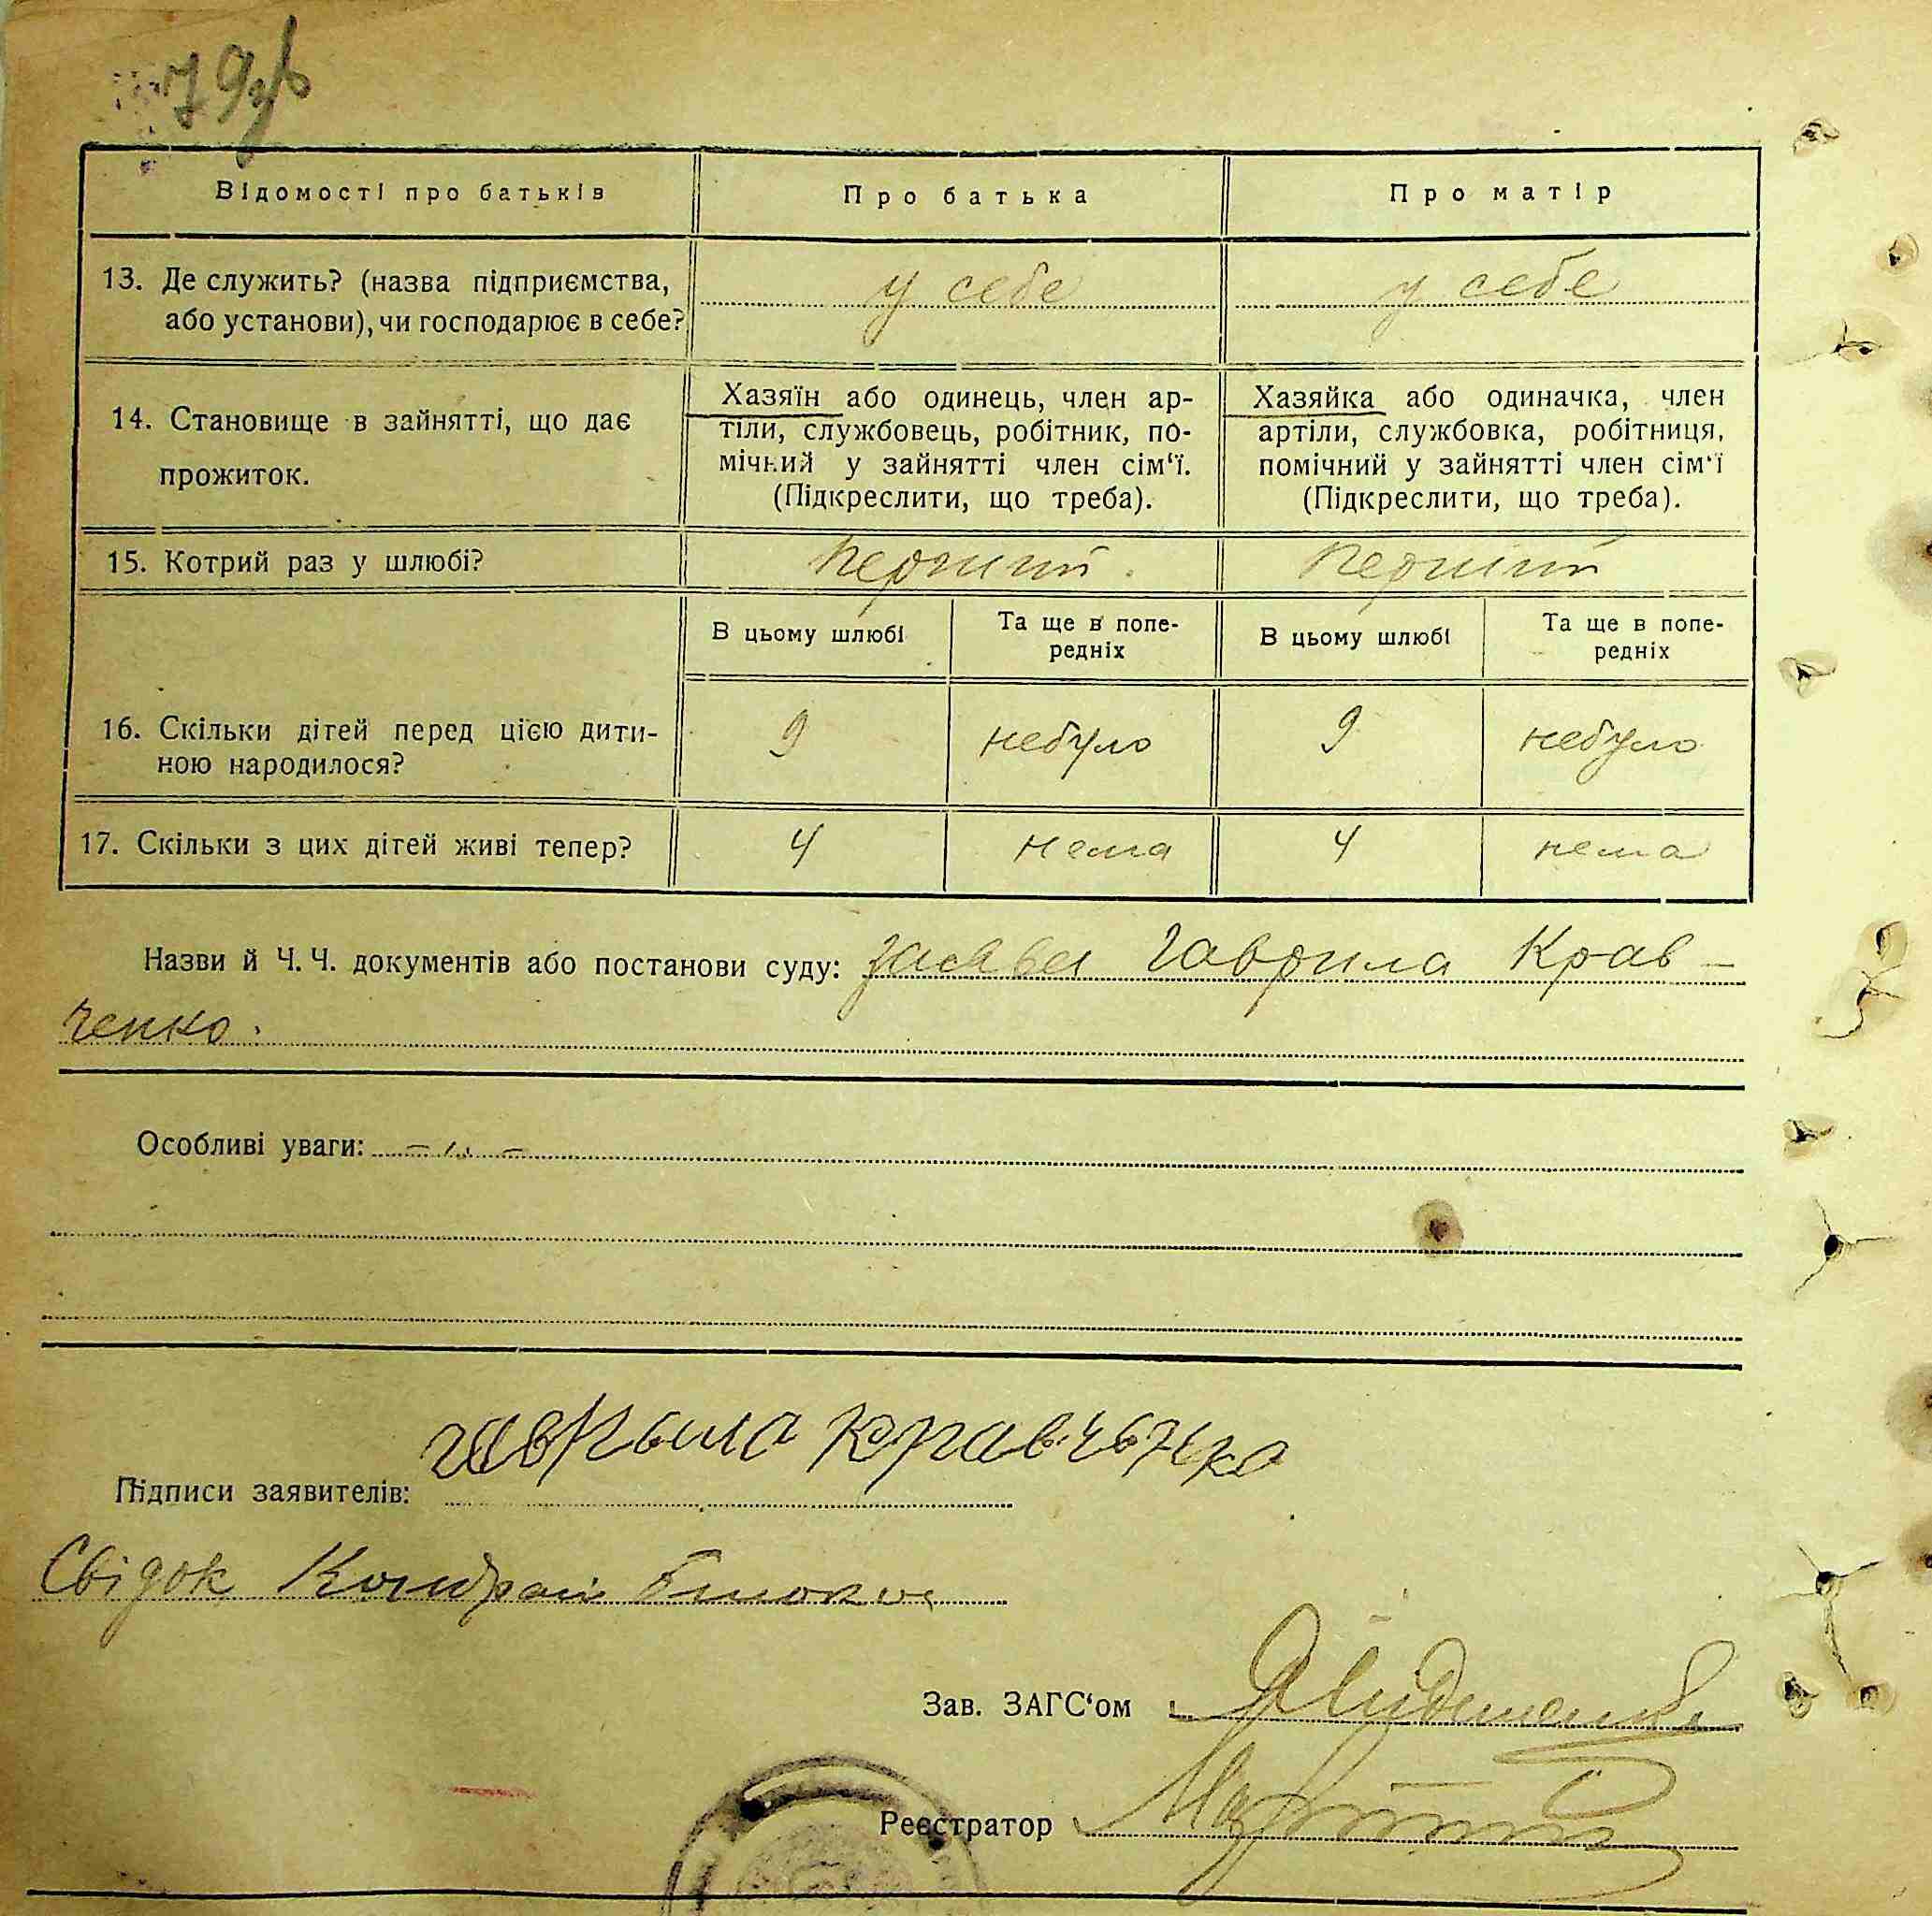 79зв
Відомості про батьків
Про батька
Про матір
13. Де служить? (назва підприємства,
або установи), чи господарює в себе?
у себе
у себе
14. Становище в зайнятті, що дає
прожиток.
Хазяїн або одинець, член ар-
тіли, службовець, робітник, по-
мічний у зайнятті член сім‘ї.
(Підкреслити, що треба).
Хазяйка або одиначка, член
артіли, службовка, робітниця,
помічний у зайнятті член сім‘ї
(Підкреслити, що треба).
15. Котрий раз у шлюбі?
перший
перший
В цьому шлюбі
Та ще в попе-
редніх
В цьому шлюбі
Та ще в попе-
редніх
16. Скільки дітей перед цією дити-
ною народилося?
9
небуло
9
небуло
17. Скільки з цих дітей живі тепер?
4
нема
4
нема
Назви й Ч. Ч. документів або постанови суду: заява Гаврила Крав-
ченко.
Особливі уваги: - " -
гаврыла кравчьнко
Підписи заявителів:
Свідок Кондрат
Зав. ЗАГС‘ом
Реєстратор